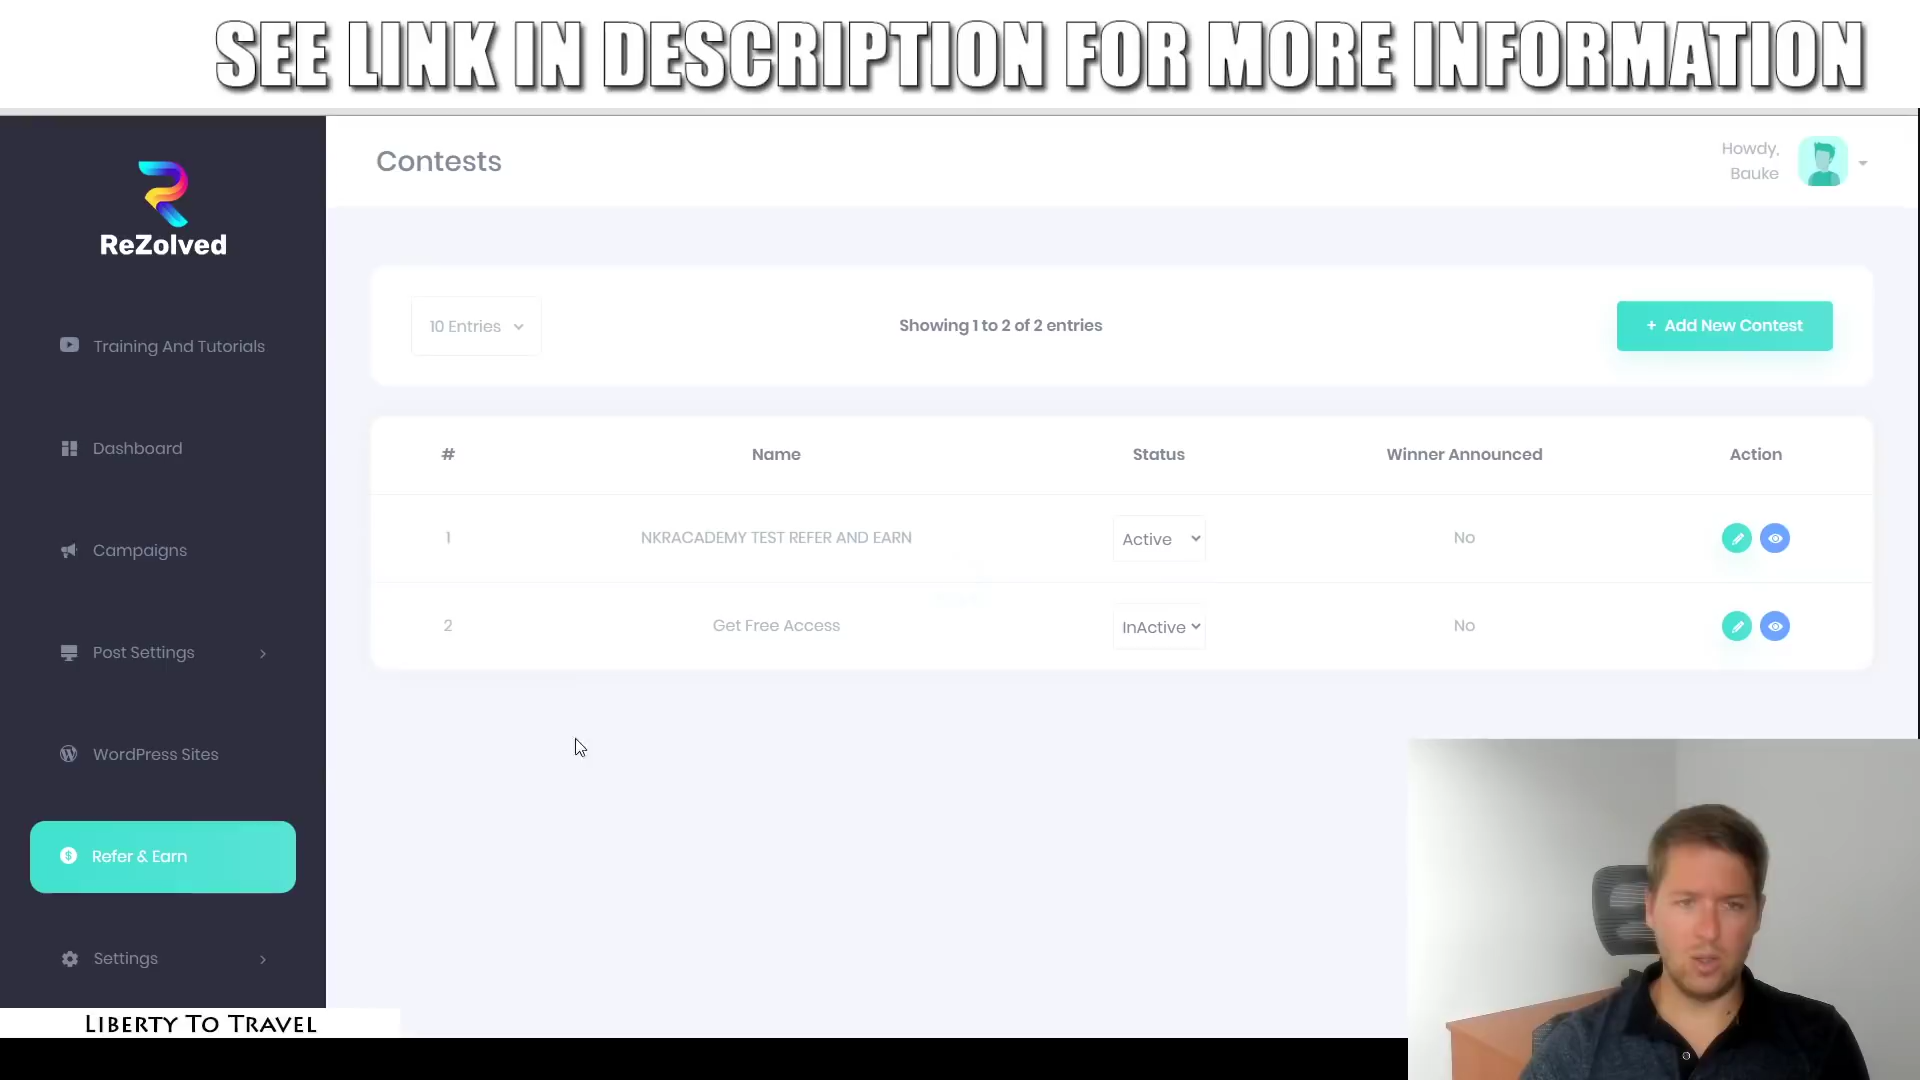 SEE LINK IN DESCRIPTION FOR MORE INFORMATION
ReZolved
Contests
Howdy,
Bauke
Training And Tutorials
Dashboard
Campaigns
Post Settings
WordPress Sites
Refer & Earn
Settings
10 Entries
Showing 1 to 2 of 2 entries
+ Add New Contest
# Name Status Winner Announced Action
1 NKRACADEMY TEST REFER AND EARN Active No
2 Get Free Access InActive No
LIBERTY TO TRAVEL